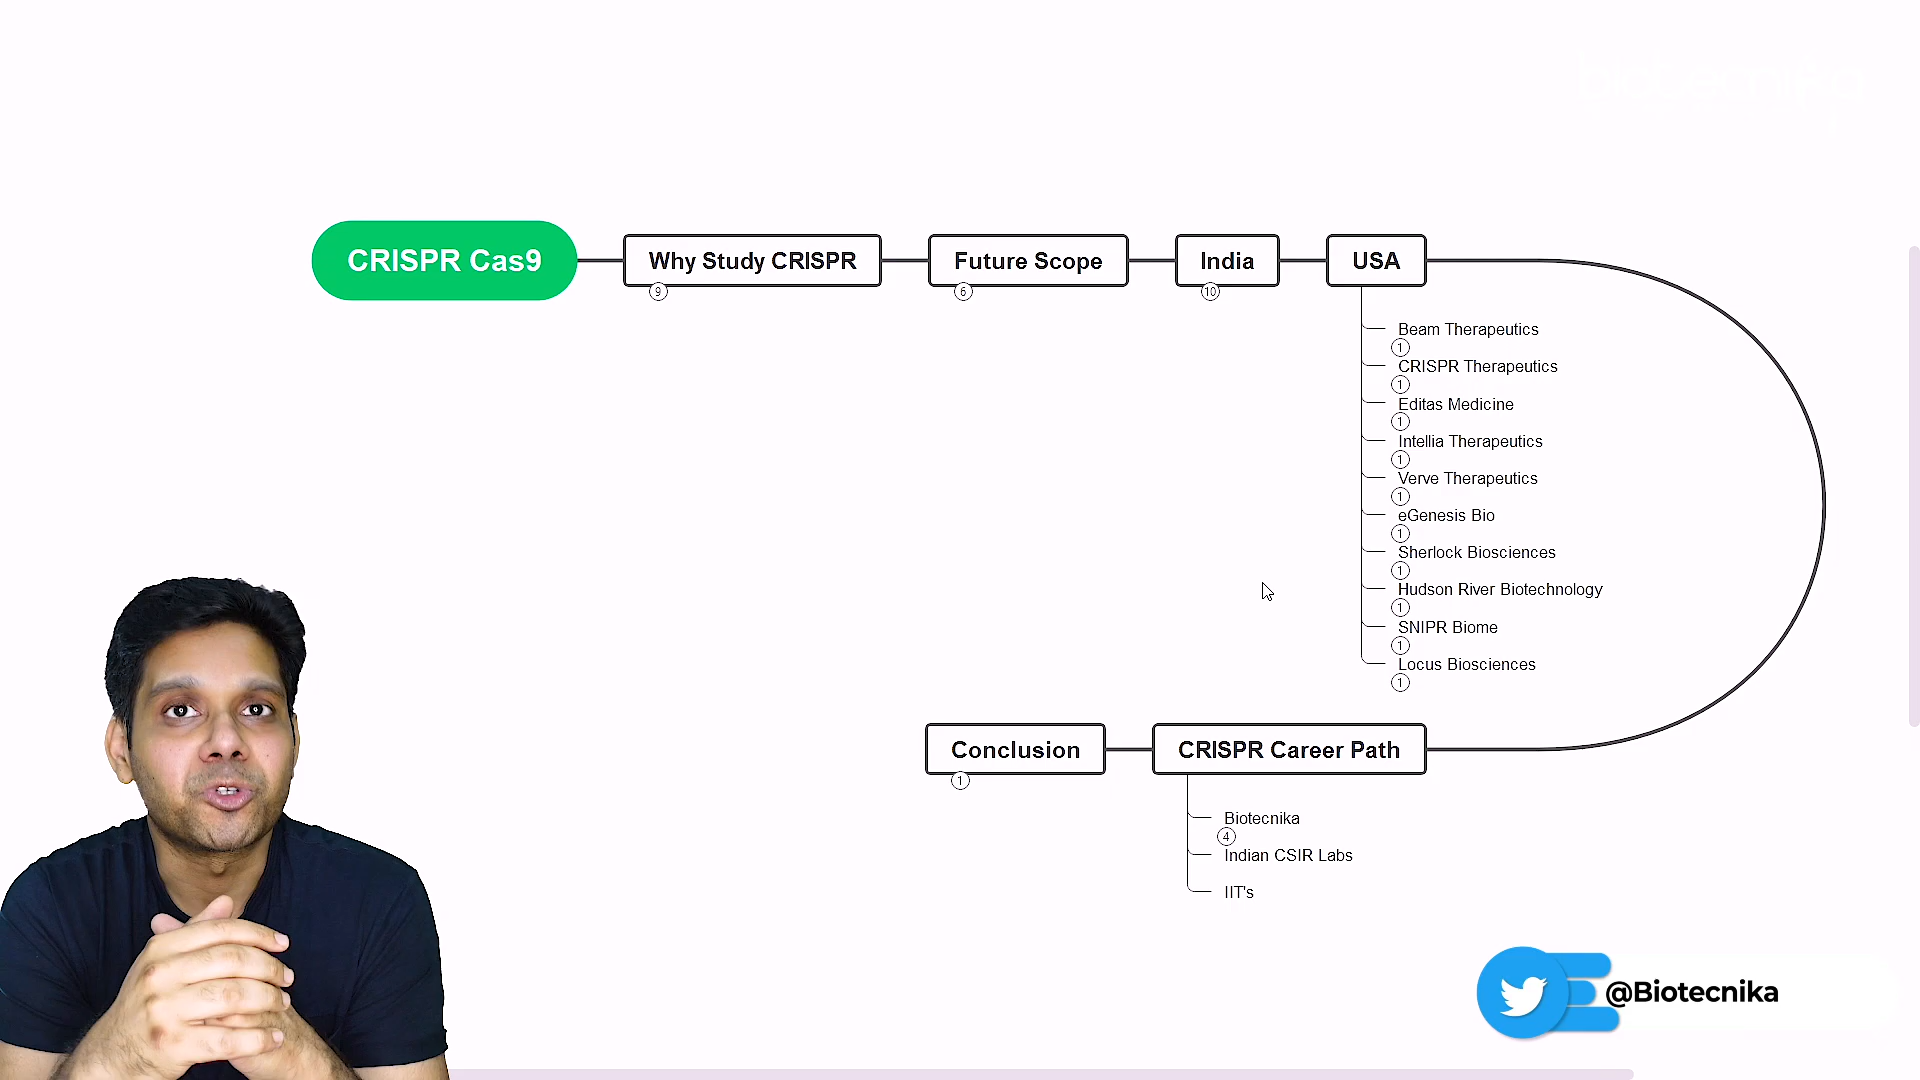 CRISPR Cas9
Why Study CRISPR
9
Future Scope
6
India
10
USA
Beam Therapeutics
1
CRISPR Therapeutics
1
Editas Medicine
1
Intellia Therapeutics
1
Verve Therapeutics
1
eGenesis Bio
1
Sherlock Biosciences
1
Hudson River Biotechnology
1
SNIPR Biome
1
Locus Biosciences
1
Conclusion
1
CRISPR Career Path
Biotecnika
4
Indian CSIR Labs
IIT's
@Biotecnika